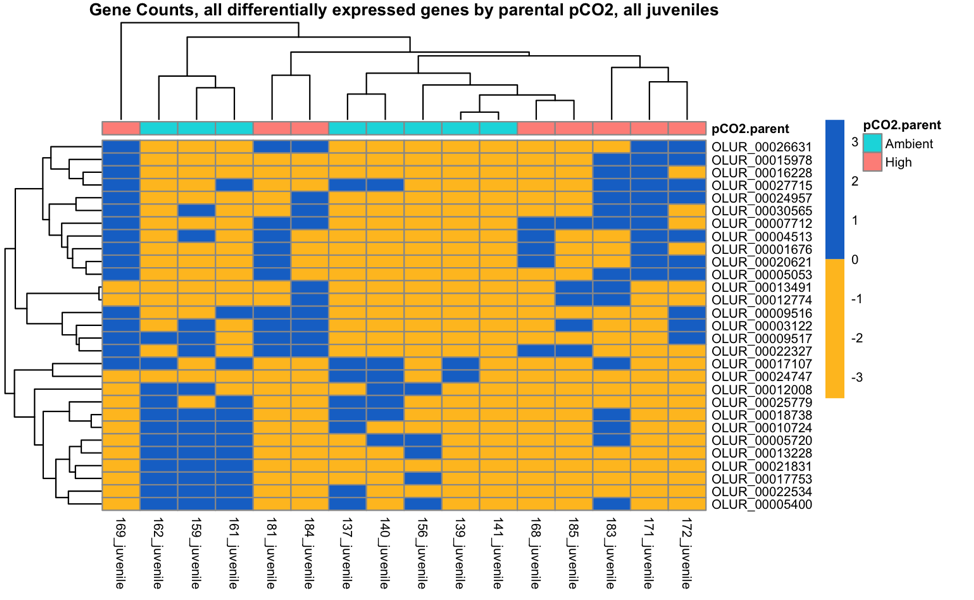 Gene Counts, all differentially expressed genes by parental pCO2, all juveniles
pCO2.parent
pCO2.parent
Ambient
High
3
2
1
0
-1
-2
-3
OLUR_00026631
OLUR_00015978
OLUR_00016228
OLUR_00027715
OLUR_00024957
OLUR_00030565
OLUR_00007712
OLUR_00004513
OLUR_00001676
OLUR_00020621
OLUR_00005053
OLUR_00013491
OLUR_00012774
OLUR_00009516
OLUR_00003122
OLUR_00009517
OLUR_00022327
OLUR_00017107
OLUR_00024747
OLUR_00012008
OLUR_00025779
OLUR_00018738
OLUR_00010724
OLUR_00005720
OLUR_00013228
OLUR_00021831
OLUR_00017753
OLUR_00022534
OLUR_00005400
169_juvenile
162_juvenile
159_juvenile
161_juvenile
181_juvenile
184_juvenile
137_juvenile
140_juvenile
156_juvenile
139_juvenile
141_juvenile
168_juvenile
185_juvenile
183_juvenile
171_juvenile
172_juvenile